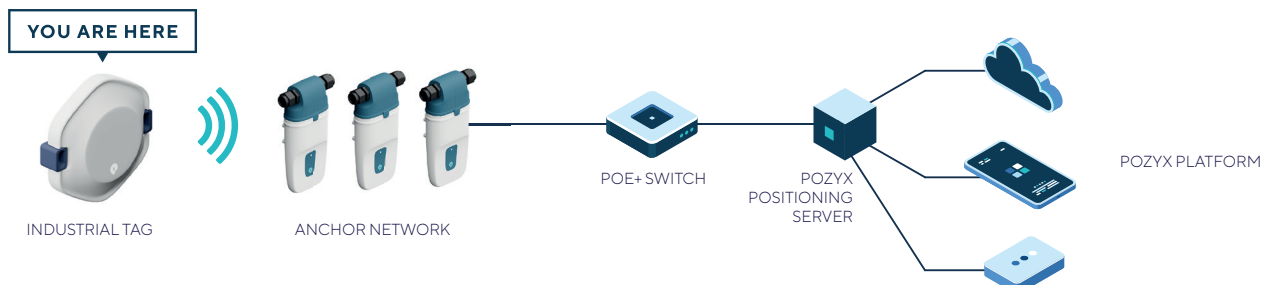 YOU ARE HERE
INDUSTRIAL TAG
ANCHOR NETWORK
POE+ SWITCH
POZYX
POSITIONING
SERVER
POZYX PLATFORM